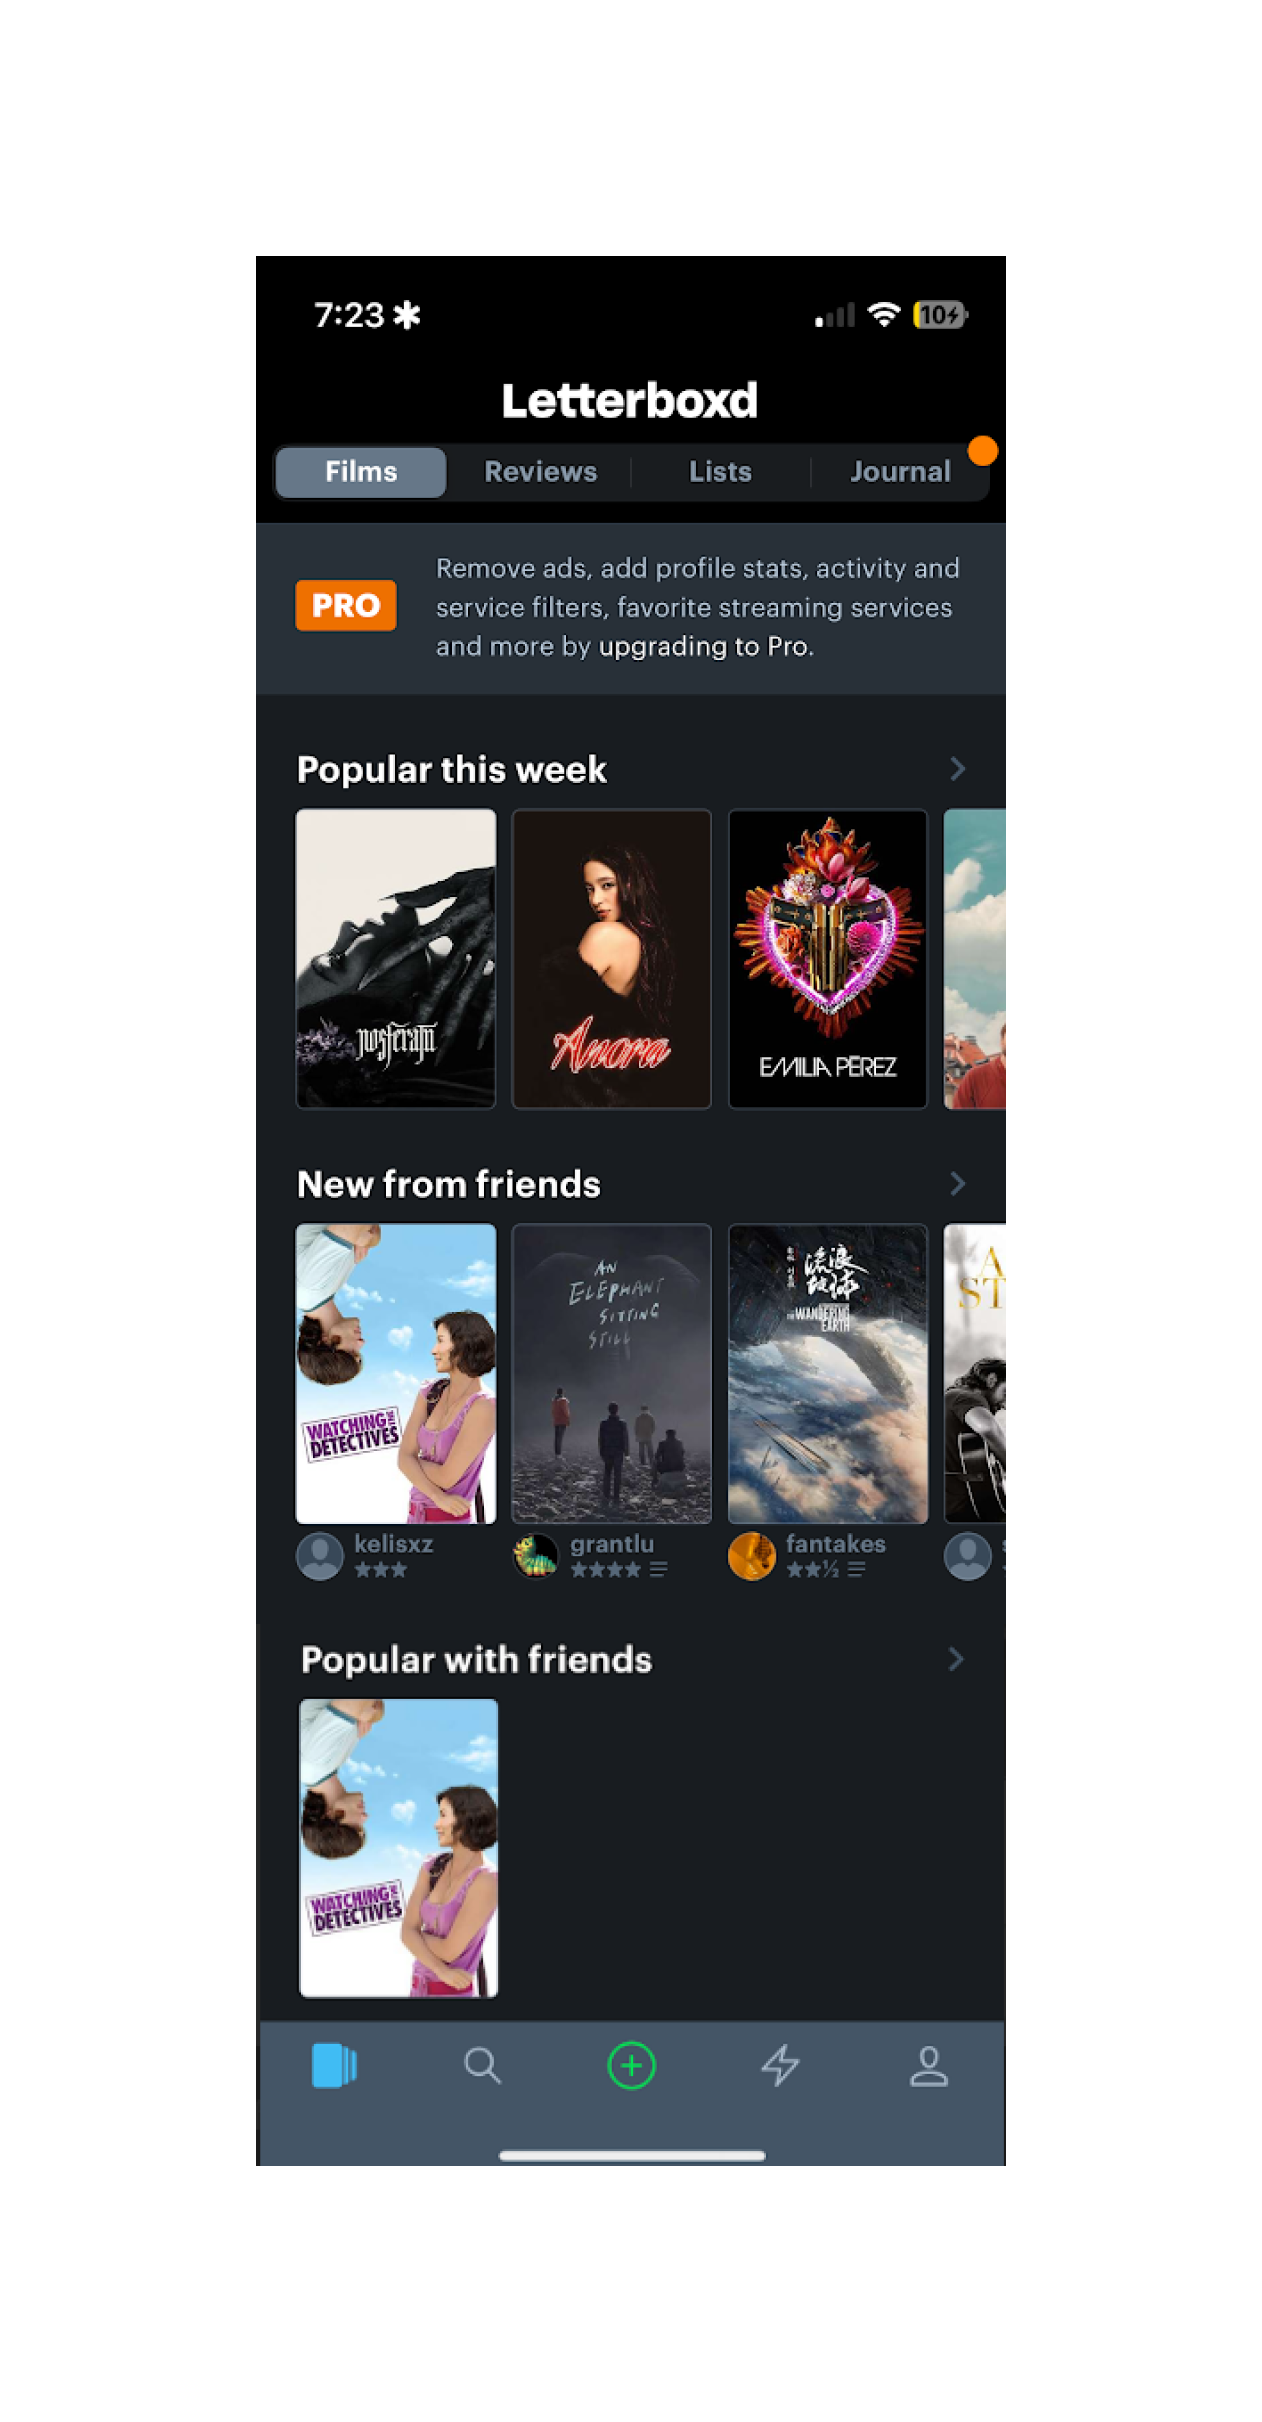 7:23 ✱
10
Letterboxd
Films Reviews Lists Journal
PRO
Remove ads, add profile stats, activity and
service filters, favorite streaming services
and more by upgrading to Pro.
Popular this week
nosferatu
Anora
EMILIA PÉREZ
New from friends
WATCHING THE
DETECTIVES
AN
ELEPHANT
SITTING
STILL
流浪
地球
THE WANDERING
EARTH
A
ST
kelisxz
★★★
grantlu
★★★★
fantakes
★★½
Popular with friends
WATCHING THE
DETECTIVES